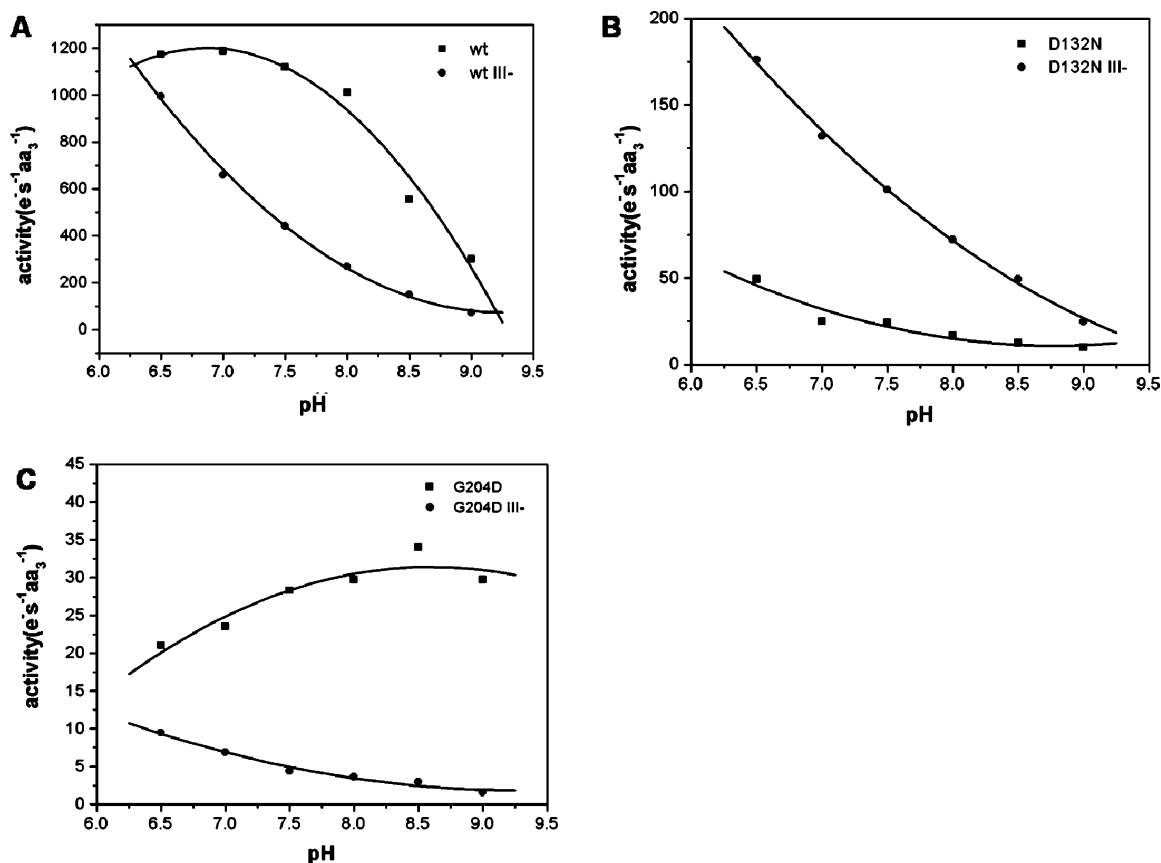 A
wt
wt III-
activity(e⁻s⁻¹aa₃⁻¹)
1200
1000
800
600
400
200
0
6.0 6.5 7.0 7.5 8.0 8.5 9.0 9.5
pH
B
D132N
D132N III-
activity(e⁻s⁻¹aa₃⁻¹)
200
150
100
50
0
6.0 6.5 7.0 7.5 8.0 8.5 9.0 9.5
pH
C
G204D
G204D III-
activity(e⁻s⁻¹aa₃⁻¹)
45
40
35
30
25
20
15
10
5
0
6.0 6.5 7.0 7.5 8.0 8.5 9.0 9.5
pH